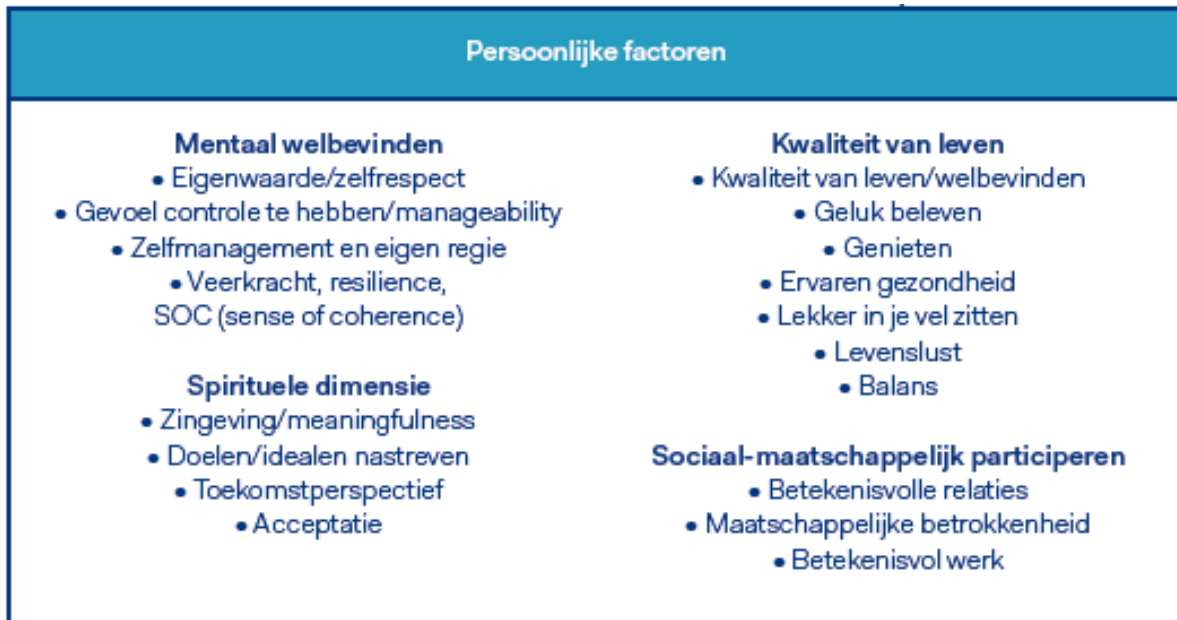 Persoonlijke factoren
Mentaal welbevinden
• Eigenwaarde/zelfrespect
• Gevoel controle te hebben/manageability
• Zelfmanagement en eigen regie
• Veerkracht, resilience,
SOC (sense of coherence)
Spirituele dimensie
• Zingeving/meaningfulness
• Doelen/idealen nastreven
• Toekomstperspectief
• Acceptatie
Kwaliteit van leven
• Kwaliteit van leven/welbevinden
• Geluk beleven
• Genieten
• Ervaren gezondheid
• Lekker in je vel zitten
• Levenslust
• Balans
Sociaal-maatschappelijk participeren
• Betekenisvolle relaties
• Maatschappelijke betrokkenheid
• Betekenisvol werk